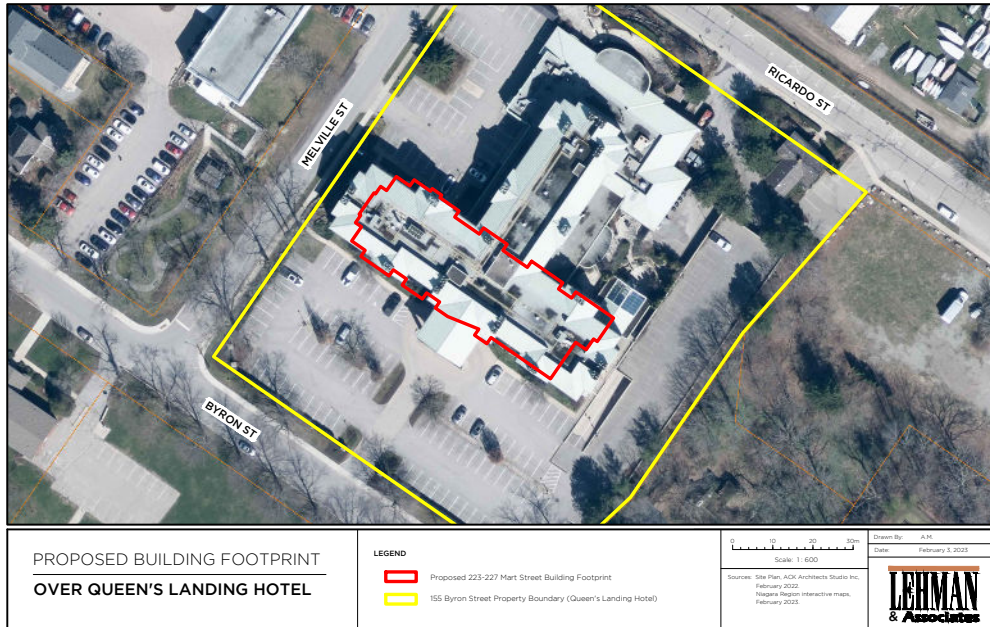 RICARDO ST
MELVILLE ST
BYRON ST
PROPOSED BUILDING FOOTPRINT
OVER QUEEN'S LANDING HOTEL
LEGEND
Proposed 223-227 Mart Street Building Footprint
155 Byron Street Property Boundary (Queen's Landing Hotel)
0 10 20 30m
Scale: 1 : 600
Sources: Site Plan, ACK Architects Studio Inc,
February 2022.
Niagara Region interactive maps,
February 2023.
Drawn By: A.M.
Date: February 3, 2023
LEHMAN
& Associates